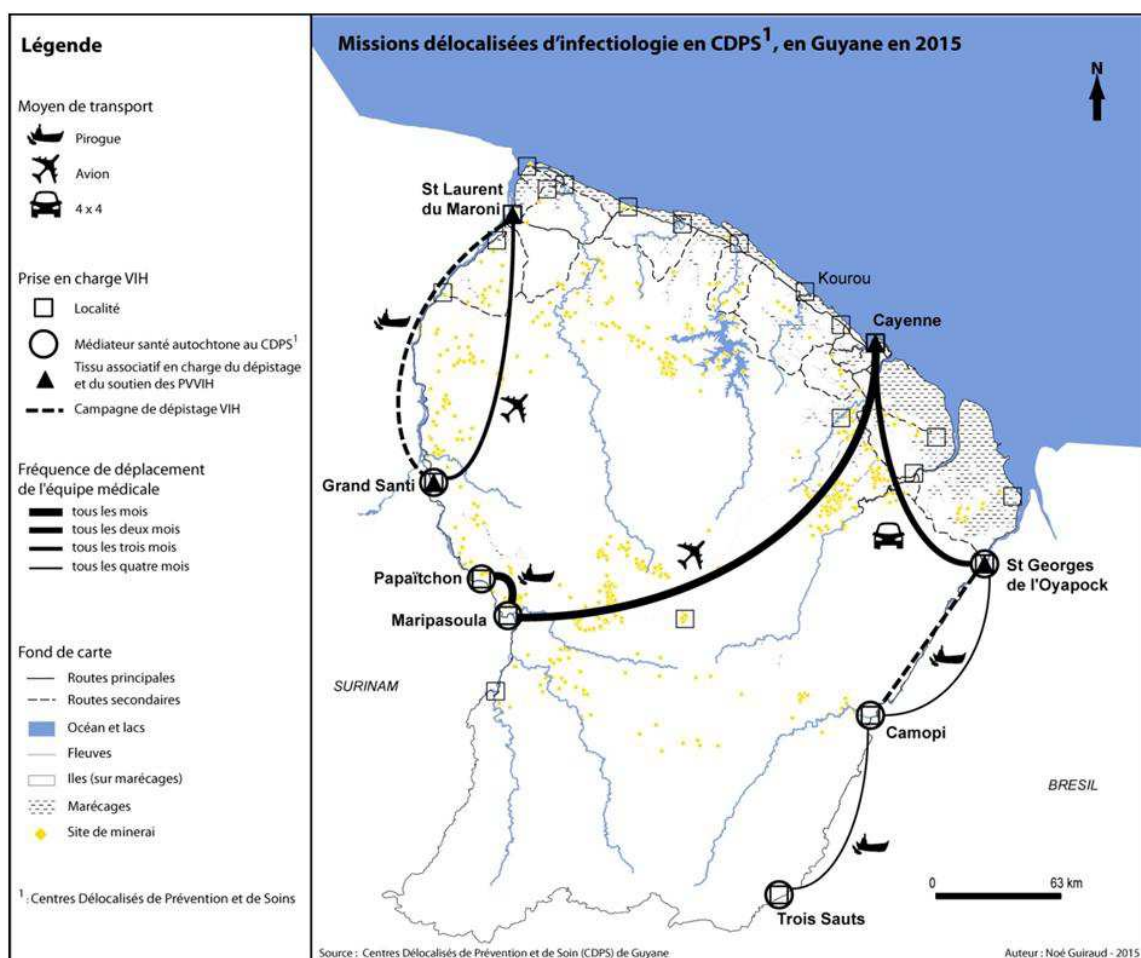 Légende
Moyen de transport
Pirogue
Avion
4 x 4
Prise en charge VIH
Localité
Médiateur santé autochtone au CDPS¹
Tissu associatif en charge du dépistage
et du soutien des PVVIH
Campagne de dépistage VIH
Fréquence de déplacement
de l'équipe médicale
tous les mois
tous les deux mois
tous les trois mois
tous les quatre mois
Fond de carte
Routes principales
Routes secondaires
Océan et lacs
Fleuves
Iles (sur marécages)
Marécages
Site de minerai
¹ : Centres Délocalisés de Prévention et de Soins
Missions délocalisées d'infectiologie en CDPS¹, en Guyane en 2015
N
St Laurent
du Maroni
Kourou
Cayenne
Grand Santi
Papaïtchon
Maripasoula
St Georges
de l'Oyapock
SURINAM
Camopi
BRESIL
Trois Sauts
0 63 km
Source : Centres Délocalisés de Prévention et de Soin (CDPS) de Guyane
Auteur : Noé Guiraud - 2015